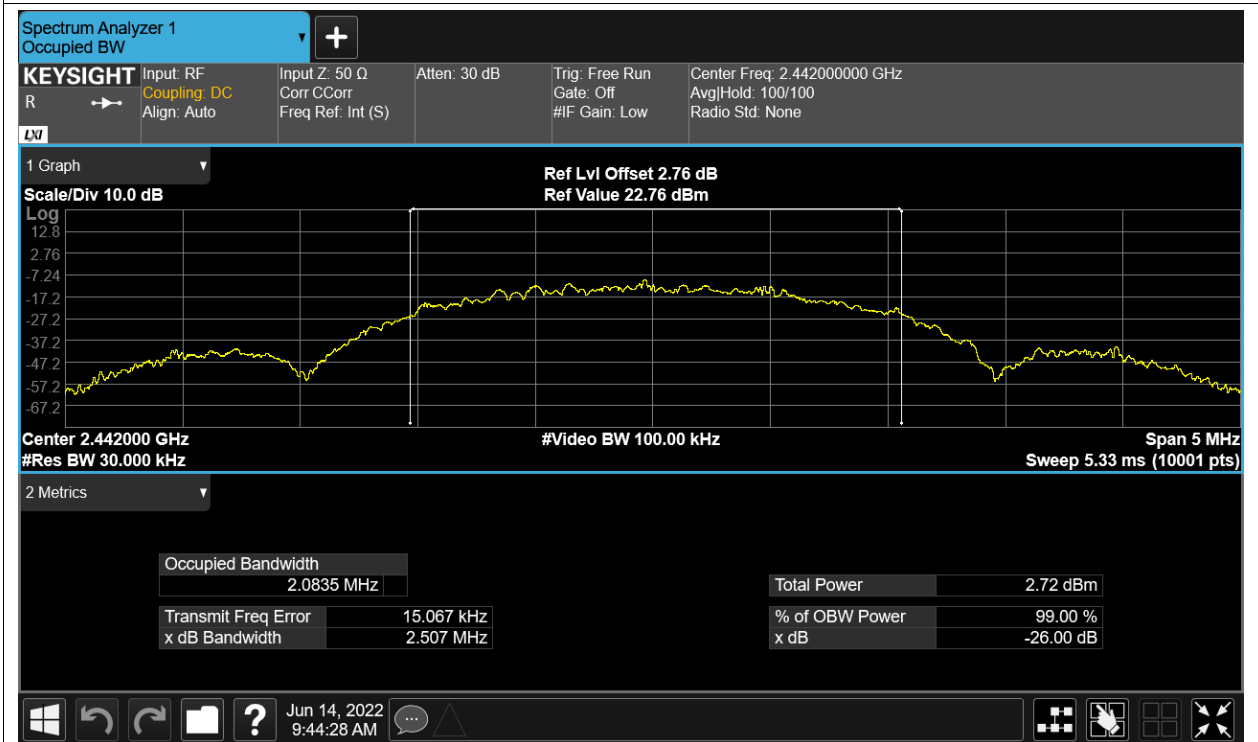 Spectrum Analyzer 1
Occupied BW
+
KEYSIGHT
R
LXI
Input: RF
Coupling: DC
Align: Auto
Input Z: 50 Ω
Corr CCorr
Freq Ref: Int (S)
Atten: 30 dB
Trig: Free Run
Gate: Off
#IF Gain: Low
Center Freq: 2.442000000 GHz
Avg|Hold: 100/100
Radio Std: None
1 Graph
Scale/Div 10.0 dB
Ref Lvl Offset 2.76 dB
Ref Value 22.76 dBm
Log
12.8
2.76
-7.24
-17.2
-27.2
-37.2
-47.2
-57.2
-67.2
Center 2.442000 GHz
#Video BW 100.00 kHz
Span 5 MHz
#Res BW 30.000 kHz
Sweep 5.33 ms (10001 pts)
2 Metrics
Occupied Bandwidth
2.0835 MHz
Total Power 2.72 dBm
Transmit Freq Error 15.067 kHz
% of OBW Power 99.00 %
x dB Bandwidth 2.507 MHz
x dB -26.00 dB
?
Jun 14, 2022
9:44:28 AM